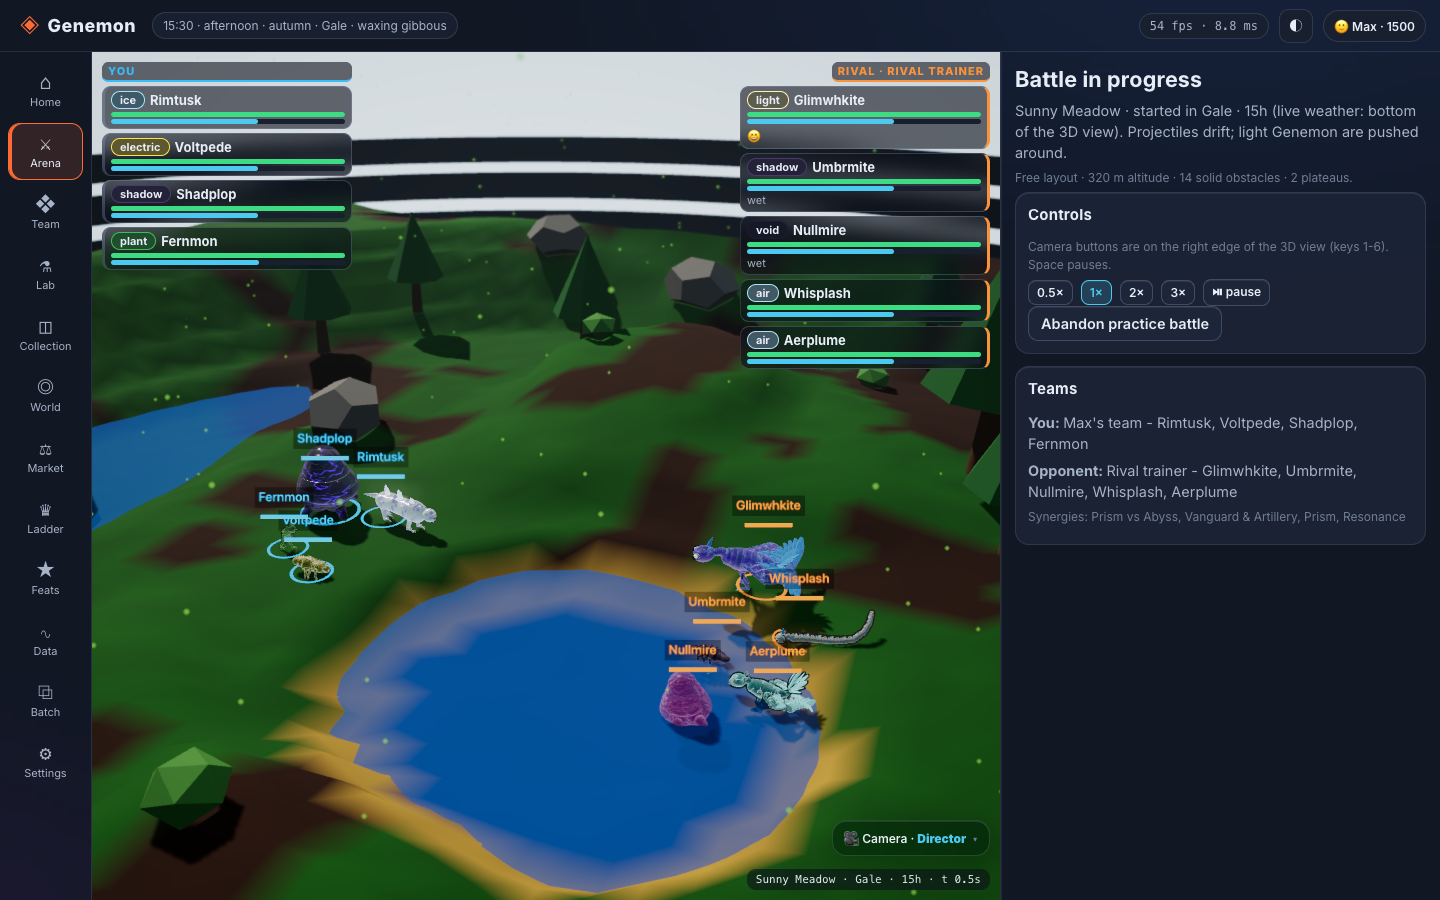 Genemon
15:30 · afternoon · autumn · Gale · waxing gibbous
54 fps · 8.8 ms
Max · 1500
Home
Arena
Team
Lab
Collection
World
Market
Ladder
Feats
Data
Batch
Settings
YOU
ice Rimtusk
electric Voltpede
shadow Shadplop
plant Fernmon
RIVAL · RIVAL TRAINER
light Glimwhkite
shadow Umbrmite
wet
void Nullmire
wet
air Whisplash
air Aerplume
Shadplop
Rimtusk
Fernmon
Voltpede
Glimwhkite
Whisplash
Umbrmite
Nullmire
Aerplume
Camera · Director
Sunny Meadow · Gale · 15h · t 0.5s
Battle in progress
Sunny Meadow · started in Gale · 15h (live weather: bottom
of the 3D view). Projectiles drift; light Genemon are pushed
around.
Free layout · 320 m altitude · 14 solid obstacles · 2 plateaus.
Controls
Camera buttons are on the right edge of the 3D view (keys 1-6).
Space pauses.
0.5× 1× 2× 3× pause
Abandon practice battle
Teams
You: Max's team - Rimtusk, Voltpede, Shadplop,
Fernmon
Opponent: Rival trainer - Glimwhkite, Umbrmite,
Nullmire, Whisplash, Aerplume
Synergies: Prism vs Abyss, Vanguard & Artillery, Prism, Resonance